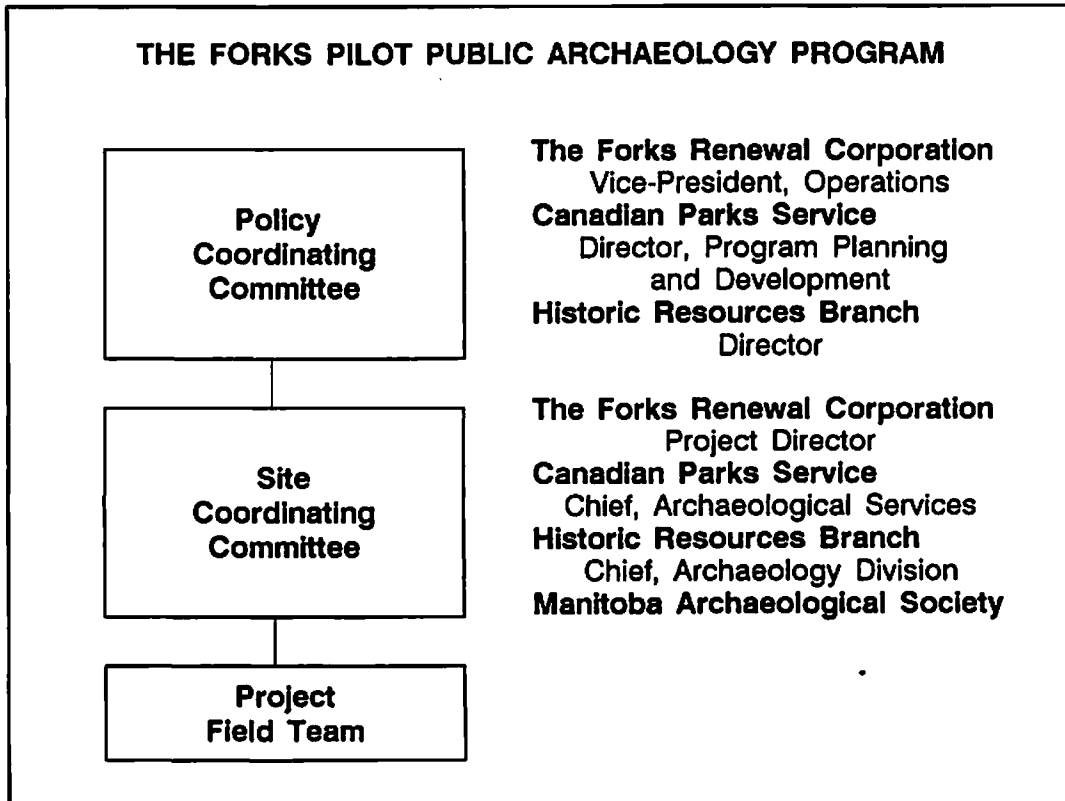 THE FORKS PILOT PUBLIC ARCHAEOLOGY PROGRAM
Policy
Coordinating
Committee
The Forks Renewal Corporation
Vice-President, Operations
Canadian Parks Service
Director, Program Planning
and Development
Historic Resources Branch
Director
Site
Coordinating
Committee
The Forks Renewal Corporation
Project Director
Canadian Parks Service
Chief, Archaeological Services
Historic Resources Branch
Chief, Archaeology Division
Manitoba Archaeological Society
Project
Field Team